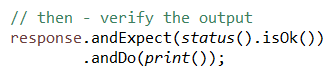 // then - verify the output
response.andExpect(status().isOk())
        .andDo(print());